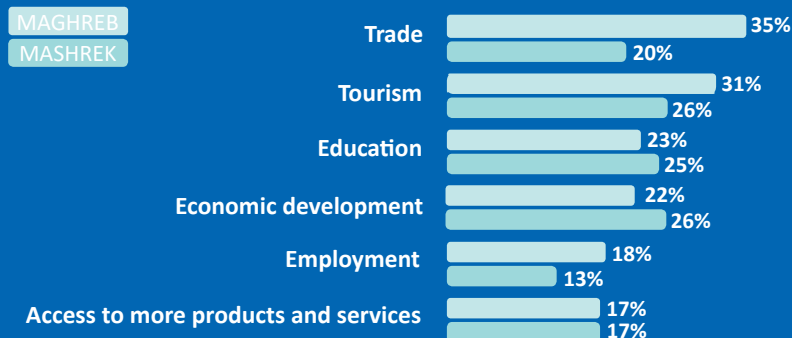 MAGHREB
MASHREK
Trade
35%
20%
Tourism
31%
26%
Education
23%
25%
Economic development
22%
26%
Employment
18%
13%
Access to more products and services
17%
17%